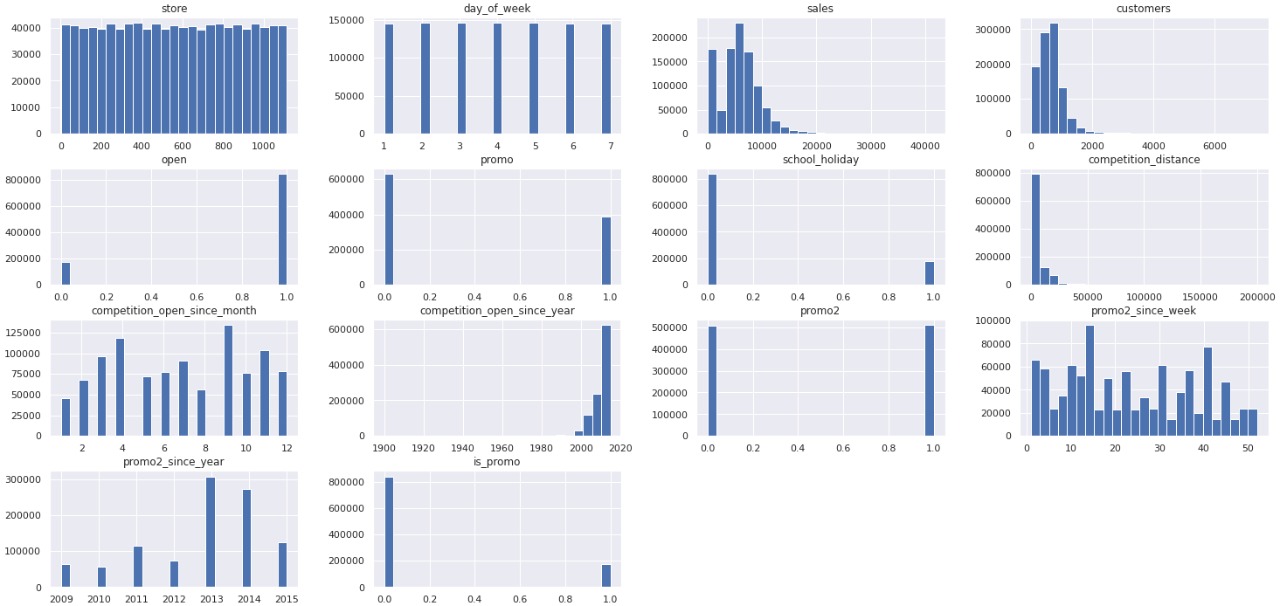 store
40000
30000
20000
10000
0
0 200 400 600 800 1000
day_of_week
150000
100000
50000
0
1 2 3 4 5 6 7
sales
200000
150000
100000
50000
0
0 10000 20000 30000 40000
customers
300000
200000
100000
0
0 2000 4000 6000
open
800000
600000
400000
200000
0
0.0 0.2 0.4 0.6 0.8 1.0
promo
600000
400000
200000
0
0.0 0.2 0.4 0.6 0.8 1.0
school_holiday
800000
600000
400000
200000
0
0.0 0.2 0.4 0.6 0.8 1.0
competition_distance
800000
600000
400000
200000
0
0 50000 100000 150000 200000
competition_open_since_month
125000
100000
75000
50000
25000
0
2 4 6 8 10 12
competition_open_since_year
600000
400000
200000
0
1900 1920 1940 1960 1980 2000 2020
promo2
500000
400000
300000
200000
100000
0
0.0 0.2 0.4 0.6 0.8 1.0
promo2_since_week
100000
80000
60000
40000
20000
0
0 10 20 30 40 50
promo2_since_year
300000
200000
100000
0
2009 2010 2011 2012 2013 2014 2015
is_promo
800000
600000
400000
200000
0
0.0 0.2 0.4 0.6 0.8 1.0